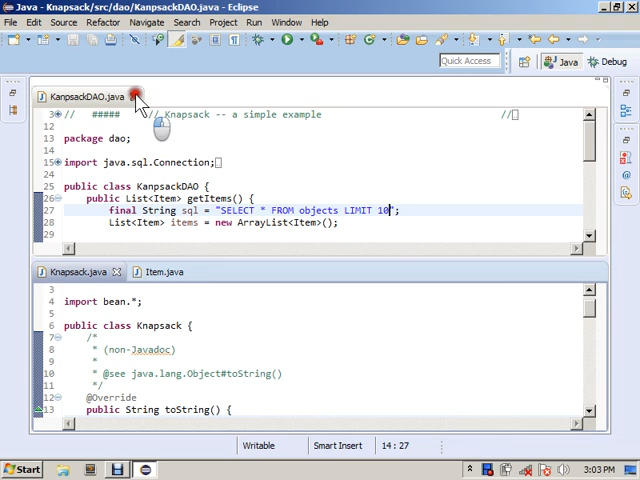 Java - Knapsack/src/dao/KanpsackDAO.java - Eclipse
File Edit Source Refactor Navigate Search Project Run Window Help
Quick Access Java Debug
KanpsackDAO.java
3 // ##### // Knapsack -- a simple example //
12
13 package dao;
14
15 import java.sql.Connection;
24
25 public class KanpsackDAO {
26 public List<Item> getItems() {
27 final String sql = "SELECT * FROM objects LIMIT 10";
28 List<Item> items = new ArrayList<Item>();
29
Knapsack.java Item.java
3
4 import bean.*;
5
6 public class Knapsack {
7 /*
8 * (non-Javadoc)
9 *
10 * @see java.lang.Object#toString()
11 */
12 @Override
13 public String toString() {
Writable Smart Insert 14 : 27
Start 3:03 PM